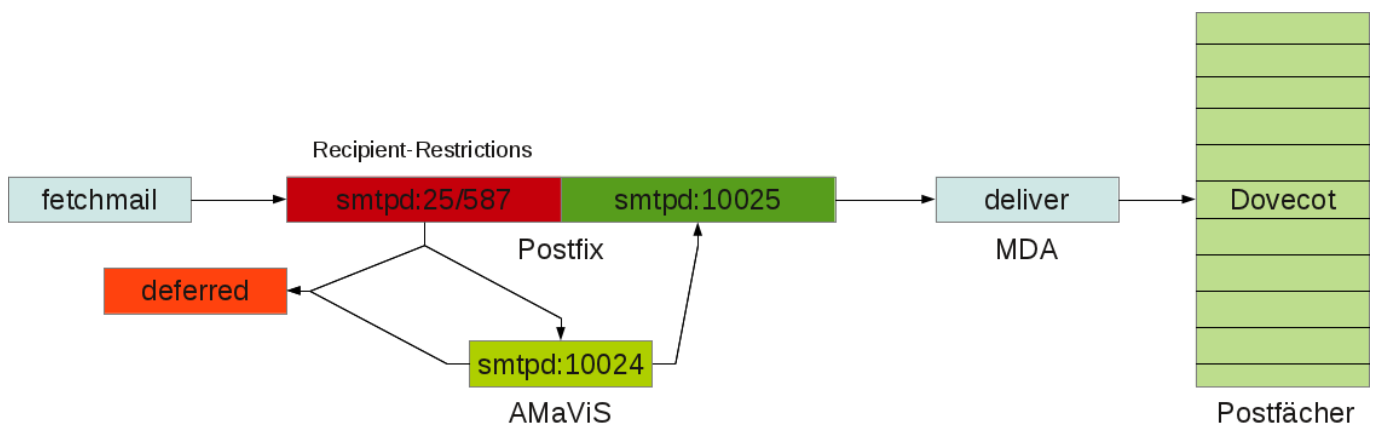 Recipient-Restrictions
fetchmail
smtpd:25/587
smtpd:10025
deliver
Dovecot
Postfix
MDA
deferred
smtpd:10024
AMaViS
Postfächer